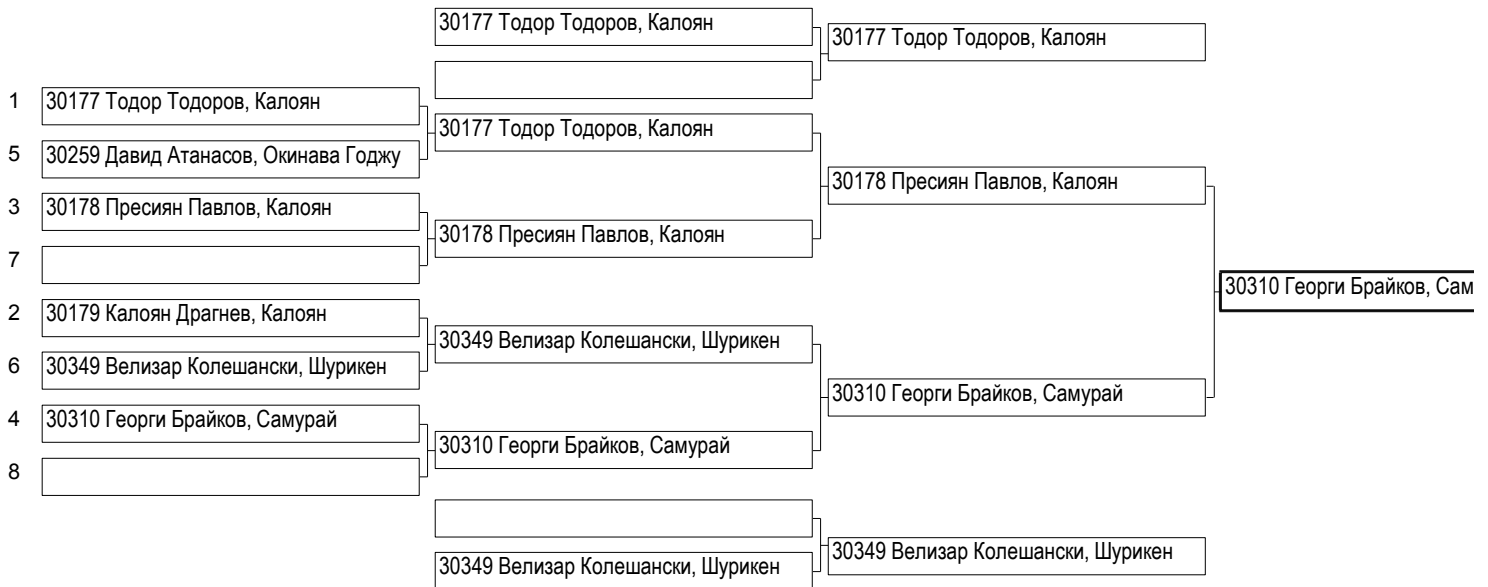 30177 Тодор Тодоров, Калоян
30177 Тодор Тодоров, Калоян
1 30177 Тодор Тодоров, Калоян
30177 Тодор Тодоров, Калоян
5 30259 Давид Атанасов, Окинава Годжу
30178 Пресиян Павлов, Калоян
3 30178 Пресиян Павлов, Калоян
30178 Пресиян Павлов, Калоян
7
30310 Георги Брайков, Сам
2 30179 Калоян Драгнев, Калоян
30349 Велизар Колешански, Шурикен
6 30349 Велизар Колешански, Шурикен
30310 Георги Брайков, Самурай
4 30310 Георги Брайков, Самурай
30310 Георги Брайков, Самурай
8
30349 Велизар Колешански, Шурикен
30349 Велизар Колешански, Шурикен